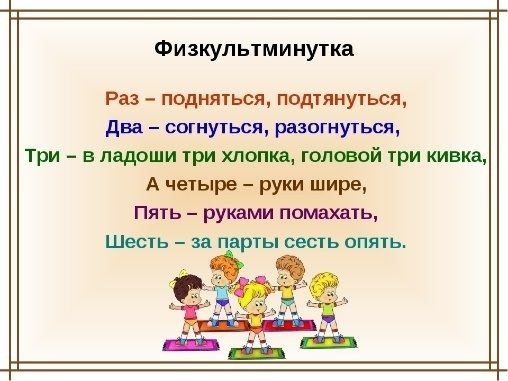 Физкультминутка
Раз – подняться, подтянуться,
Два – согнуться, разогнуться,
Три – в ладоши три хлопка, головой три кивка,
А четыре – руки шире,
Пять – руками помахать,
Шесть – за парты сесть опять.